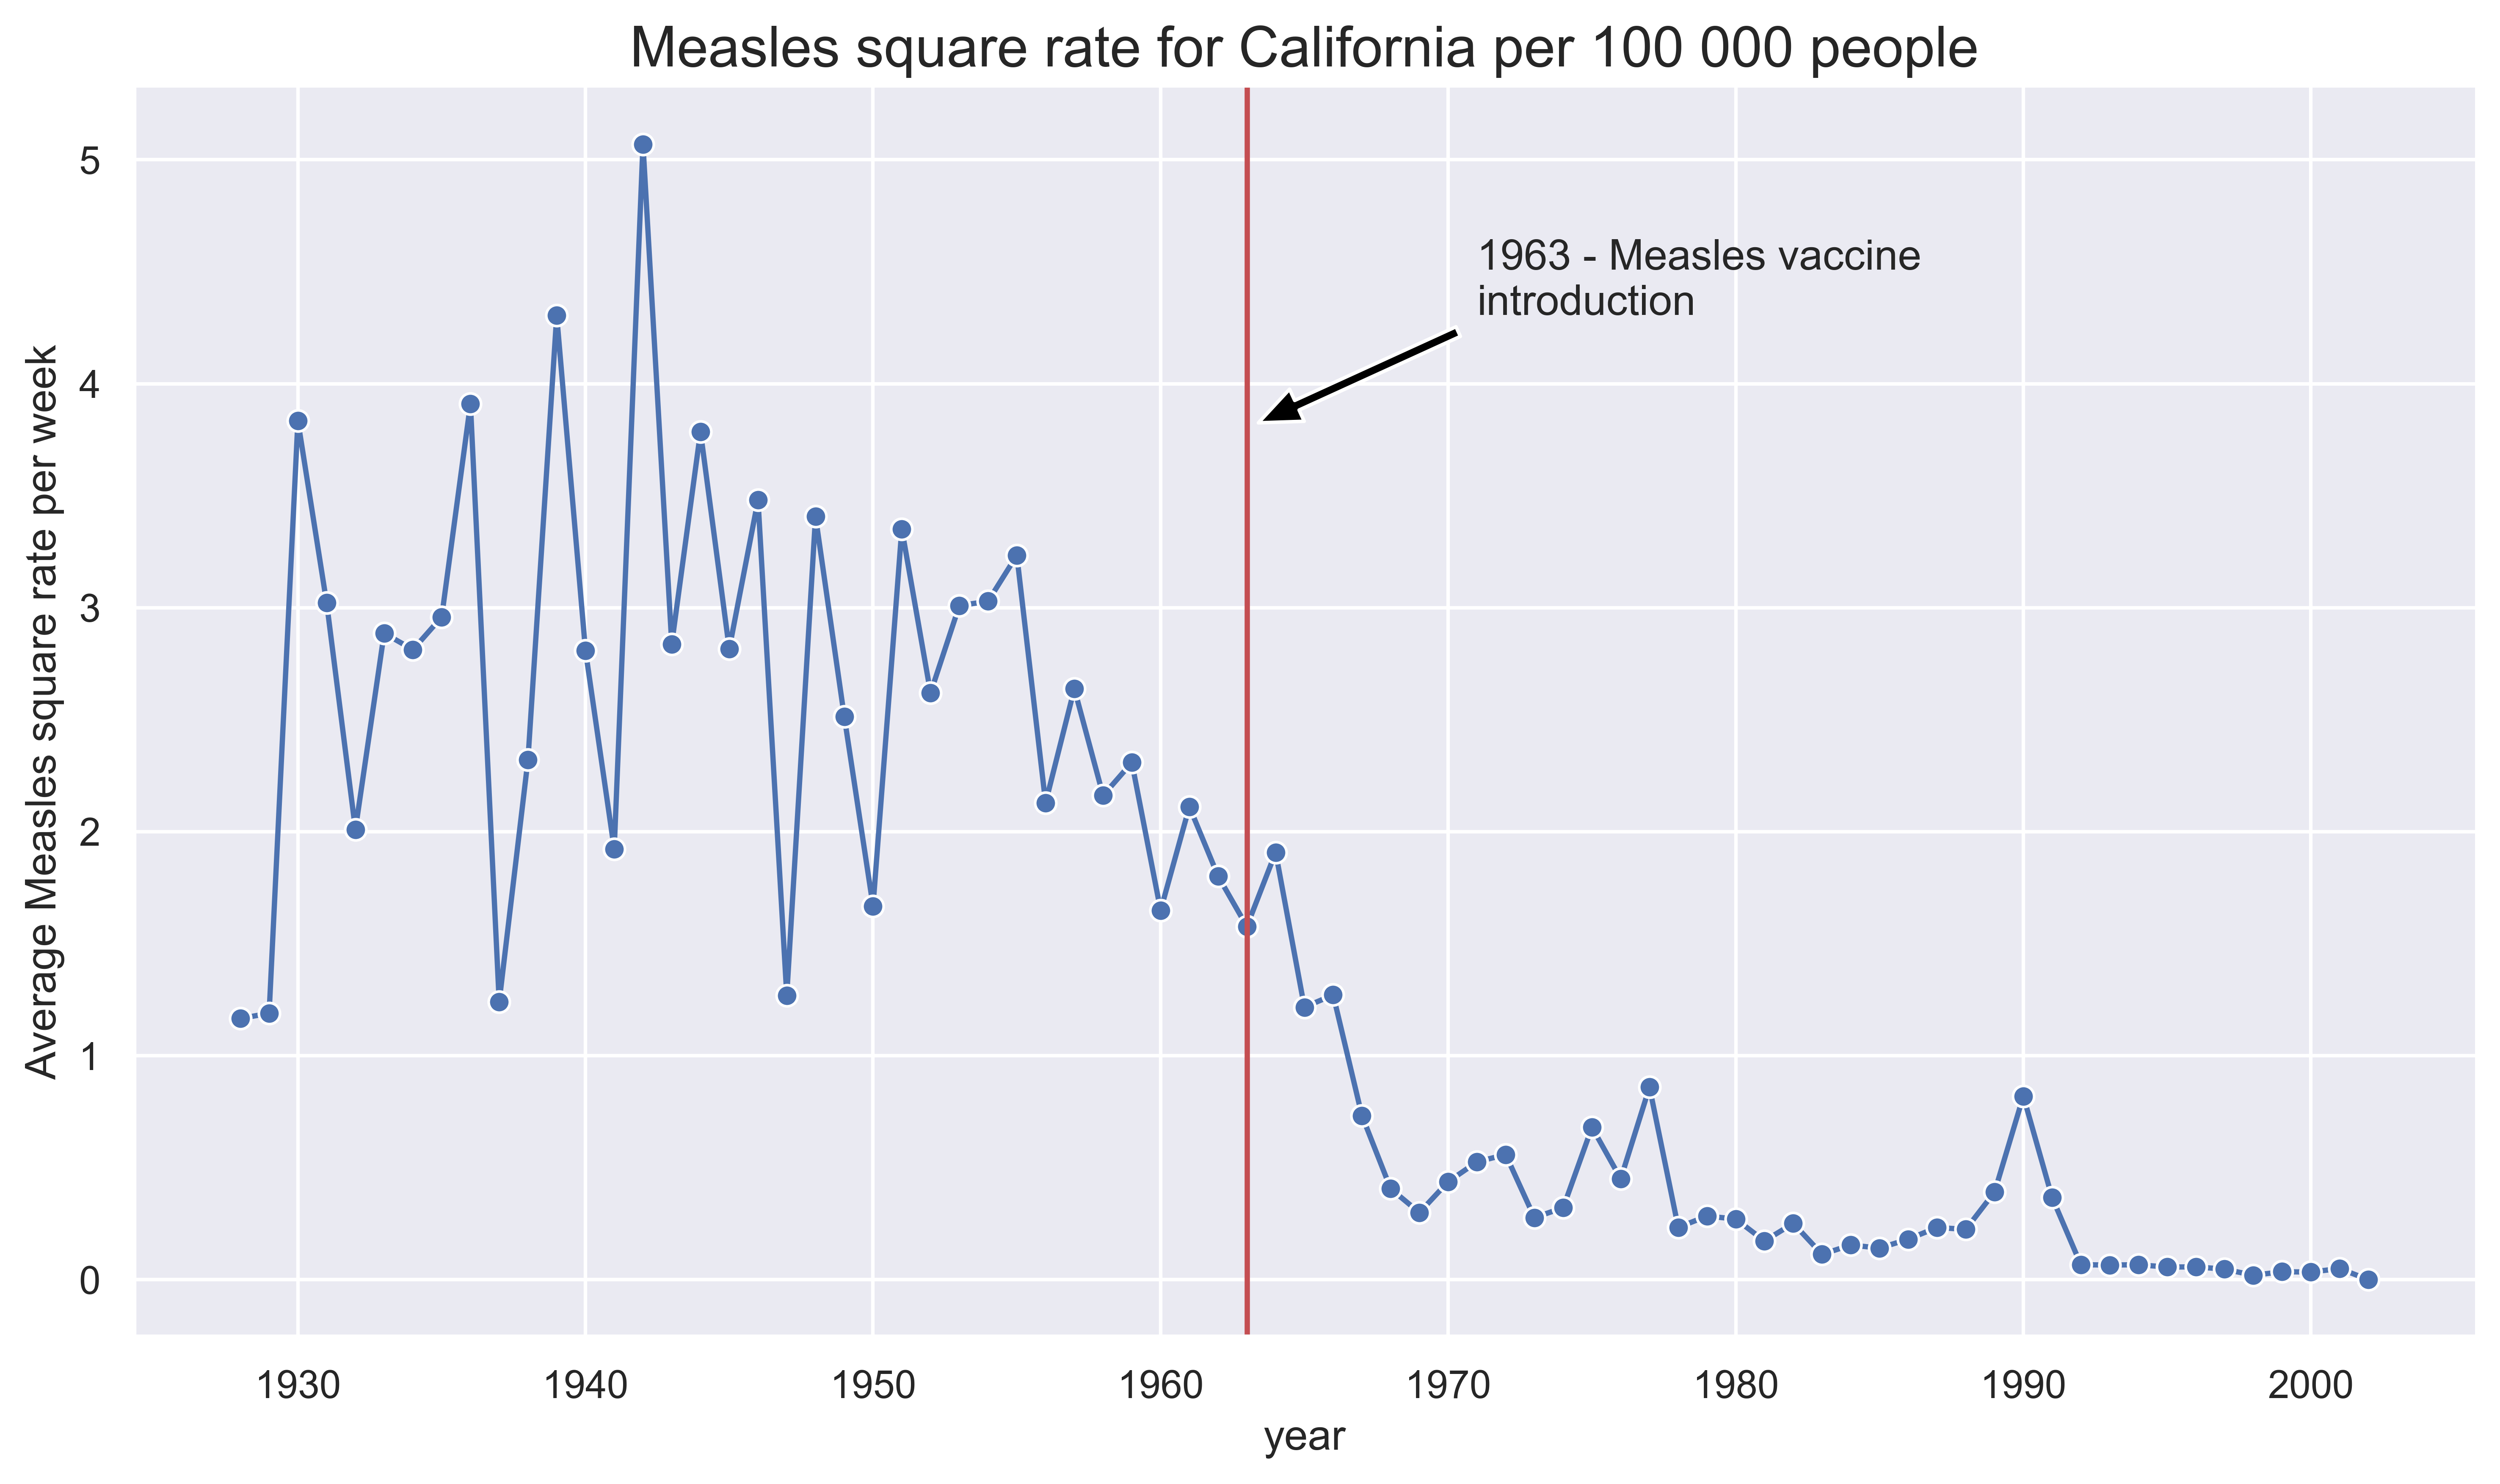 Measles square rate for California per 100 000 people
Average Measles square rate per week
5
4
3
2
1
0
1963 - Measles vaccine
introduction
1930 1940 1950 1960 1970 1980 1990 2000
year